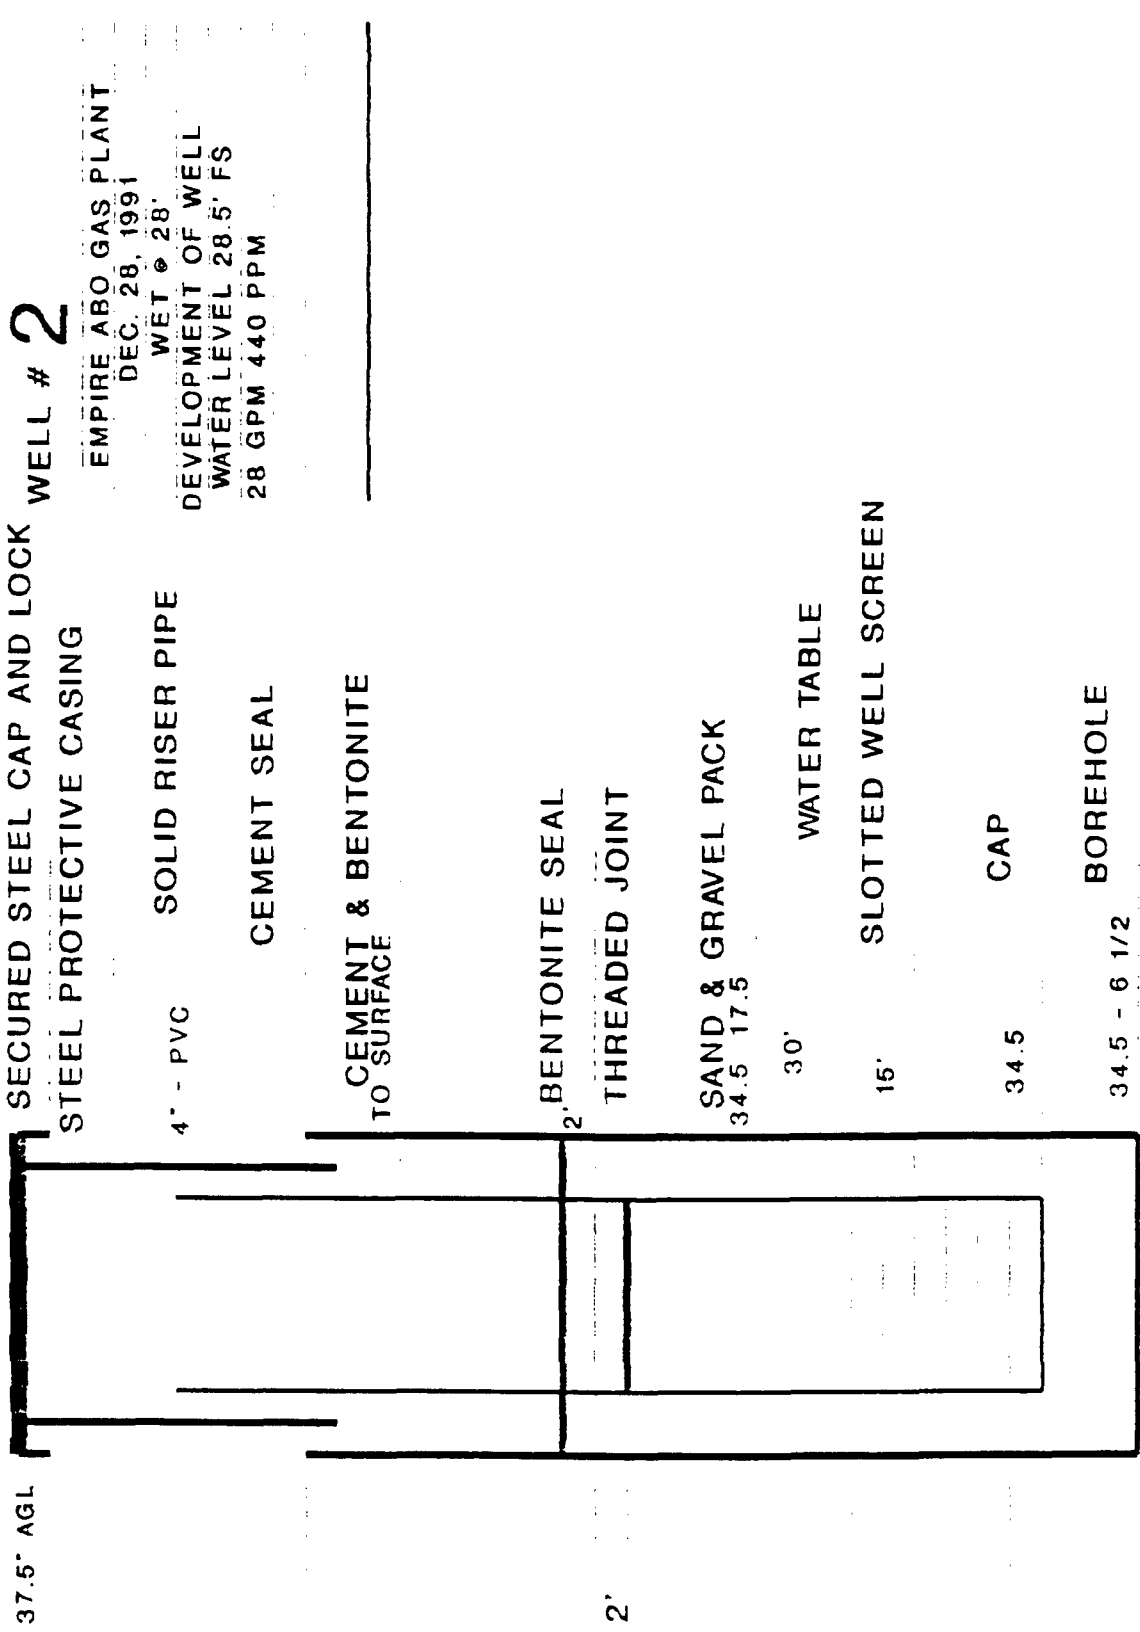 37.5" AGL
SECURED STEEL CAP AND LOCK
STEEL PROTECTIVE CASING
WELL # 2
EMPIRE ABO GAS PLANT
DEC. 28, 1991
WET @ 28'
DEVELOPMENT OF WELL
WATER LEVEL 28.5' FS
28 GPM 440 PPM
4" - PVC SOLID RISER PIPE
CEMENT SEAL
CEMENT & BENTONITE
TO SURFACE
2' BENTONITE SEAL
2' THREADED JOINT
SAND & GRAVEL PACK
34.5 17.5
30' WATER TABLE
15' SLOTTED WELL SCREEN
34.5 CAP
BOREHOLE
34.5 - 6 1/2